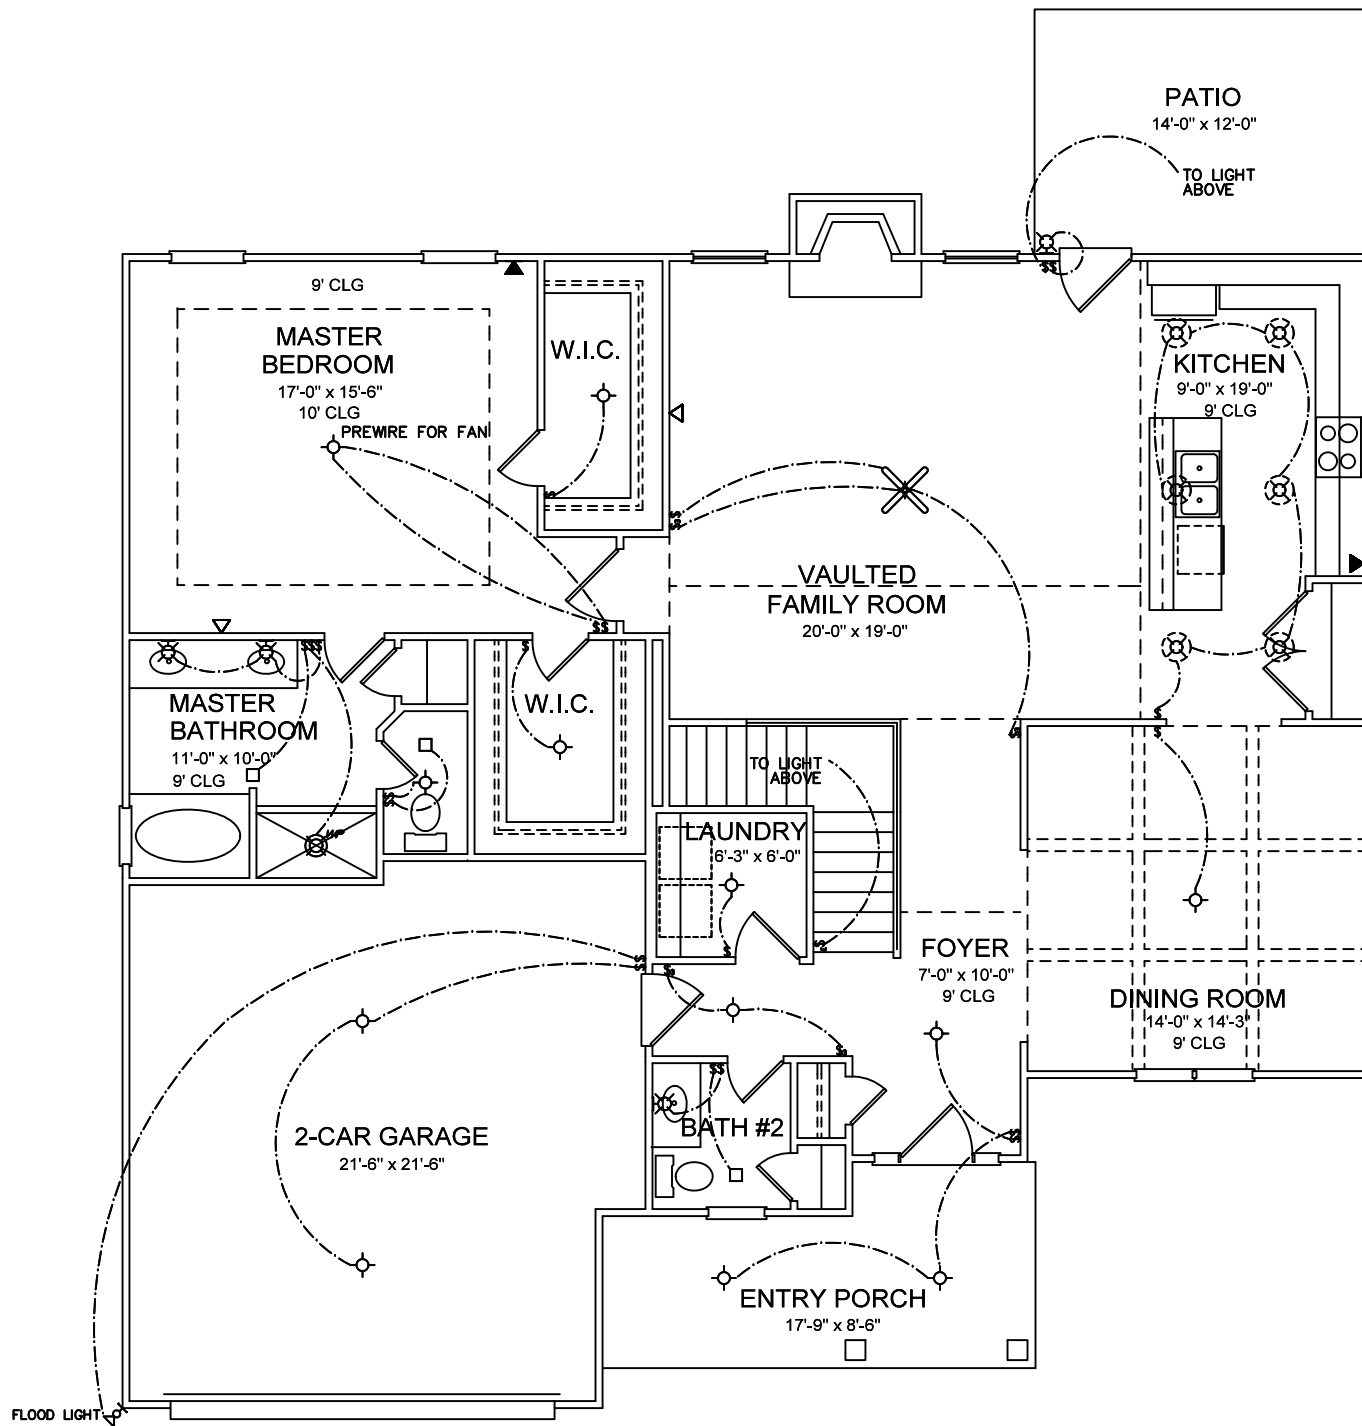 PATIO
14'-0" x 12'-0"
TO LIGHT
ABOVE
9' CLG
MASTER
BEDROOM
17'-0" x 15'-6"
10' CLG
PREWIRE FOR FAN
W.I.C.
KITCHEN
9'-0" x 19'-0"
9' CLG
VAULTED
FAMILY ROOM
20'-0" x 19'-0"
MASTER
BATHROOM
11'-0" x 10'-0"
9' CLG
W.I.C.
TO LIGHT
ABOVE
LAUNDRY
6'-3" x 6'-0"
FOYER
7'-0" x 10'-0"
9' CLG
DINING ROOM
14'-0" x 14'-3"
9' CLG
2-CAR GARAGE
21'-6" x 21'-6"
BATH #2
ENTRY PORCH
17'-9" x 8'-6"
FLOOD LIGHT